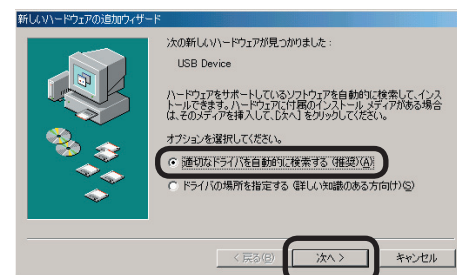 新しいハードウェアの追加ウィザード
次の新しいハードウェアが見つかりました:
USB Device
ハードウェアをサポートしているソフトウェアを自動的に検索して、インス
トールできます。ハードウェアに付属のインストール メディアがある場合
は、そのメディアを挿入して、[次へ] をクリックしてください。
オプションを選択してください。
適切なドライバを自動的に検索する (推奨)(A)
ドライバの場所を指定する (詳しい知識のある方向け)(S)
< 戻る(B)
次へ >
キャンセル